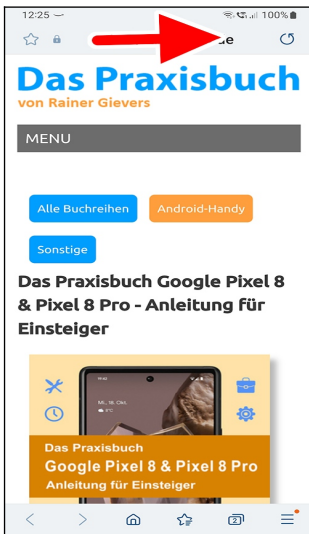 12:25
100%
de
Das Praxisbuch
von Rainer Gievers
MENU
Alle Buchreihen
Android-Handy
Sonstige
Das Praxisbuch Google Pixel 8
& Pixel 8 Pro - Anleitung für
Einsteiger
Mi., 18. Okt.
Das Praxisbuch
Google Pixel 8 & Pixel 8 Pro
Anleitung für Einsteiger
2